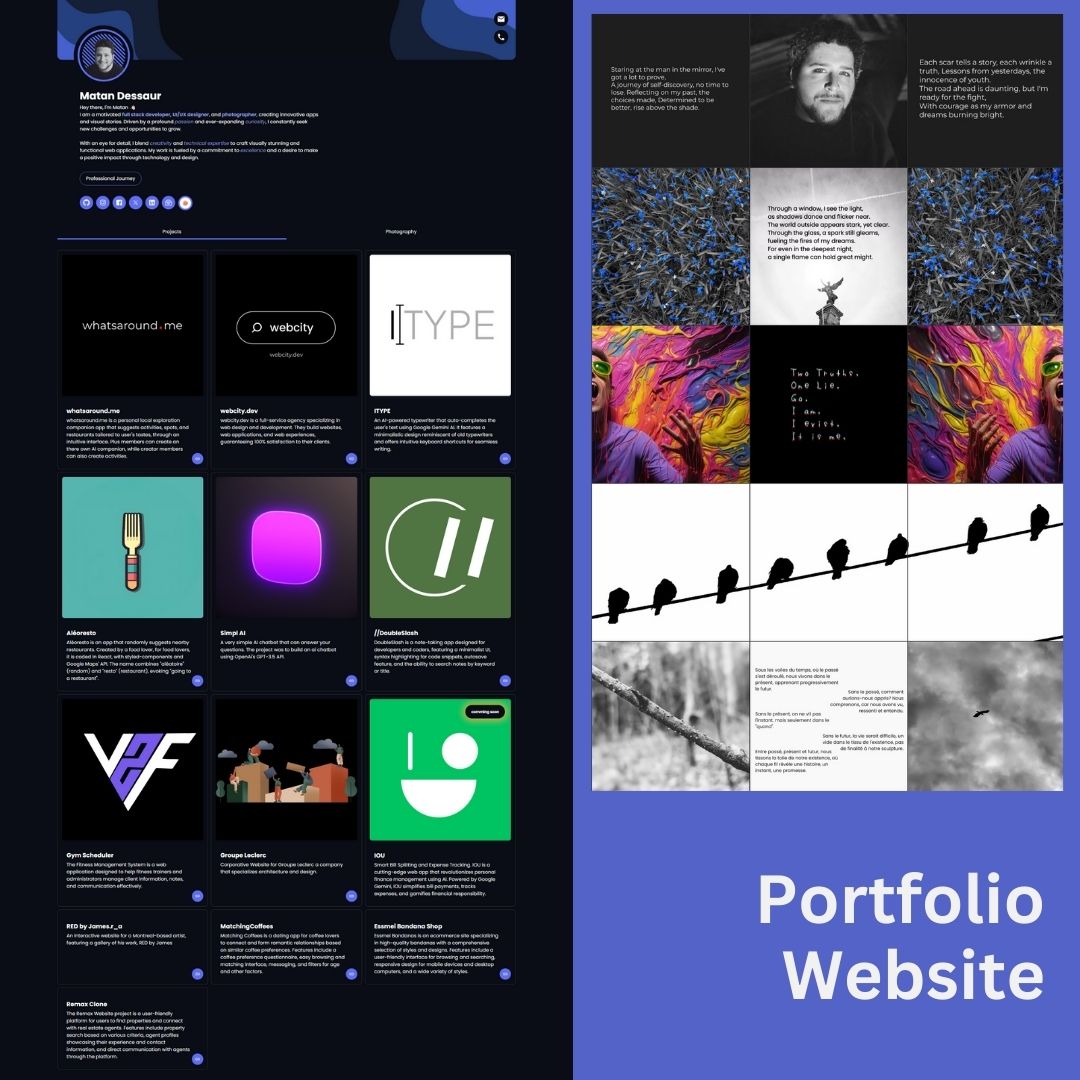 Matan Dessaur
Hey there, I'm Matan
I am a motivated full stack developer, UI/UX designer, and photographer, creating innovative apps
and visual stories. Driven by a profound passion and ever-expanding curiosity, I constantly seek
new challenges and opportunities to grow.
With an eye for detail, I blend creativity and technical expertise to craft visually stunning and
functional web applications. My work is fueled by a commitment to excellence and a desire to make
a positive impact through technology and design.
Professional Journey
Projects
Photography
whatsaround.me
webcity
webcity.dev
ITYPE
whatsaround.me
whatsaround.me is a personal local exploration
companion app that suggests activities, spots, and
restaurants tailored to user's tastes, through an
intuitive interface. Plus members can create an
there own AI companion, while creator members
can also create activities.
webcity.dev
webcity.dev is a full-service agency specializing in
web design and development. They build websites,
web applications, and web experiences,
guarenteeing 100% satisfaction to their clients.
ITYPE
An AI-powered typewriter that auto-completes the
user's text using Google Gemini AI. It features a
minimalistic design reminiscent of old typewriters
and offers intuitive keyboard shortcuts for seamless
writing.
Aléoresto
Aléoresto is an app that randomly suggests nearby
restaurants. Created by a food lover, for food lovers,
it is coded in React, with styled-components and
Google Maps' API. The name combines "aléatoire"
(random) and "resto" (restaurant), evoking "going to
a restaurant".
Simpl AI
A very simple AI chatbot that can answer your
questions. The project was to build an ai chatbot
using OpenAI's GPT-3.5 API.
//DoubleSlash
DoubleSlash is a note-taking app designed for
developers and coders, featuring a minimalist UI,
syntax highlighting for code snippets, autosave
feature, and the ability to search notes by keyword
or title.
V2F
comming soon
Gym Scheduler
The Fitness Management System is a web
application designed to help fitness trainers and
administrators manage client information, notes,
and communication effectively.
Groupe Leclerc
Corporative Website for Groupe Leclerc a company
that specializes architecture and design.
IOU
Smart Bill Splitting and Expense Tracking. IOU is a
cutting-edge web app that revolutionizes personal
finance management using AI. Powered by Google
Gemini, IOU simplifies bill payments, tracks
expenses, and gamifies financial responsibility.
RED by James.r_a
An interactive website for a Montreal-based artist,
featuring a gallery of his work, RED by James
MatchingCoffees
Matching Coffees is a dating app for coffee lovers
to connect and form romantic relationships based
on similar coffee preferences. Features include a
coffee preference questionnaire, easy browsing and
matching interface, messaging, and filters for age
and other factors.
Essmel Bandana Shop
Essmel Bandanas is an ecommerce site specializing
in high-quality bandanas with a comprehensive
selection of styles and designs. Features include a
user-friendly interface for browsing and searching,
responsive design for mobile devices and desktop
computers, and a wide variety of styles.
Remax Clone
The Remax Website project is a user-friendly
platform for users to find properties and connect
with real estate agents. Features include property
search based on various criteria, agent profiles
showcasing their experience and contact
information, and direct communication with agents
through the platform.
Staring at the man in the mirror, I've
got a lot to prove,
A journey of self-discovery, no time to
lose. Reflecting on my past, the
choices made, Determined to be
better, rise above the shade.
Each scar tells a story, each wrinkle a
truth, Lessons from yesterdays, the
innocence of youth.
The road ahead is daunting, but I'm
ready for the fight,
With courage as my armor and
dreams burning bright.
Through a window, I see the light,
as shadows dance and flicker near.
The world outside appears stark, yet clear.
Through the glass, a spark still gleams,
fueling the fires of my dreams.
For even in the deepest night,
a single flame can hold great might.
Two Truths.
One Lie.
Go.
I am.
I exist.
It is me.
Sous les voiles du temps, où le passé
s'est déroulé, nous vivons dans le
présent, apprenant progressivement
le futur.
Sans le passé, comment
aurions-nous appris? Nous
comprenons, car nous avons vu,
ressenti et entendu.
Sans le présent, on ne vit pas
l'instant, mais seulement dans le
"quand"
Sans le futur, la vie serait difficile, un
vide dans le tissu de l'existence, pas
de finalité à notre sculpture.
Entre passé, présent et futur, nous
tissons la toile de notre existence, où
chaque fil révèle une histoire, un
instant, une promesse.
Portfolio
Website